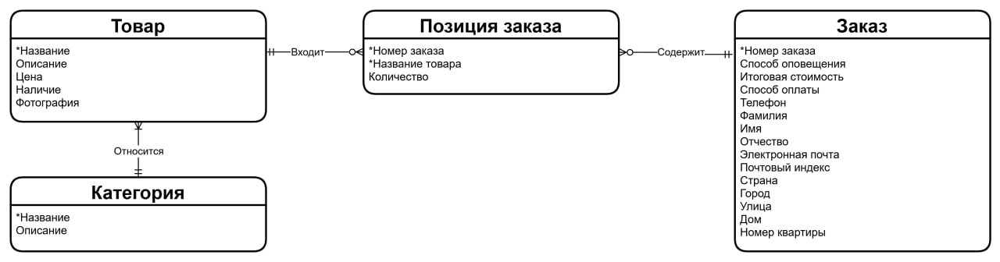 Товар
*Название
Описание
Цена
Наличие
Фотография
Входит
Позиция заказа
*Номер заказа
*Название товара
Количество
Содержит
Заказ
*Номер заказа
Способ оповещения
Итоговая стоимость
Способ оплаты
Телефон
Фамилия
Имя
Отчество
Электронная почта
Почтовый индекс
Страна
Город
Улица
Дом
Номер квартиры
Относится
Категория
*Название
Описание